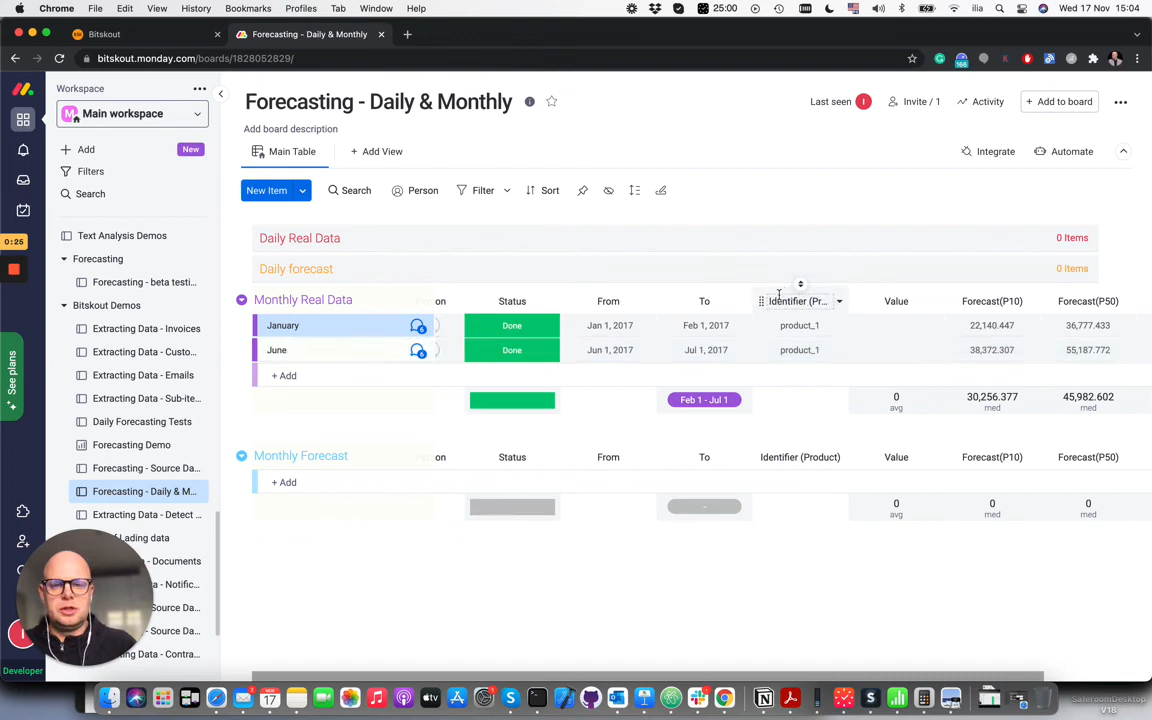 Chrome File Edit View History Bookmarks Profiles Tab Window Help 25:00 ilia Wed 17 Nov 15:04
Bitskout
Forecasting - Daily & Monthly
bitskout.monday.com/boards/1828052829/
168
Workspace
M Main workspace
Add New
Filters
Search
Text Analysis Demos
Forecasting
Forecasting - beta testi...
Bitskout Demos
Extracting Data - Invoices
Extracting Data - Custo...
Extracting Data - Emails
Extracting Data - Sub-ite...
Daily Forecasting Tests
Forecasting Demo
Forecasting - Source Da...
Forecasting - Daily & M...
Extracting Data - Detect ...
Lading data
- Documents
- Notific...
Source Da...
Source Da...
ting Data - Contra...
0:25
See plans
Developer
Forecasting - Daily & Monthly
Last seen I
Invite / 1
Activity
+ Add to board
Add board description
Main Table
+ Add View
Integrate
Automate
New Item
Search
Person
Filter
Sort
Daily Real Data 0 Items
Daily forecast 0 Items
Monthly Real Data on Status From To Identifier (Pr... Value Forecast(P10) Forecast(P50)
January 6 Done Jan 1, 2017 Feb 1, 2017 product_1 22,140.447 36,777.433
June 6 Done Jun 1, 2017 Jul 1, 2017 product_1 38,372.307 55,187.772
+ Add
Feb 1 - Jul 1 0 30,256.377 45,982.602
avg med med
Monthly Forecast on Status From To Identifier (Product) Value Forecast(P10) Forecast(P50)
+ Add
- 0 0 0
avg med med
SaferoomDesktop
V18